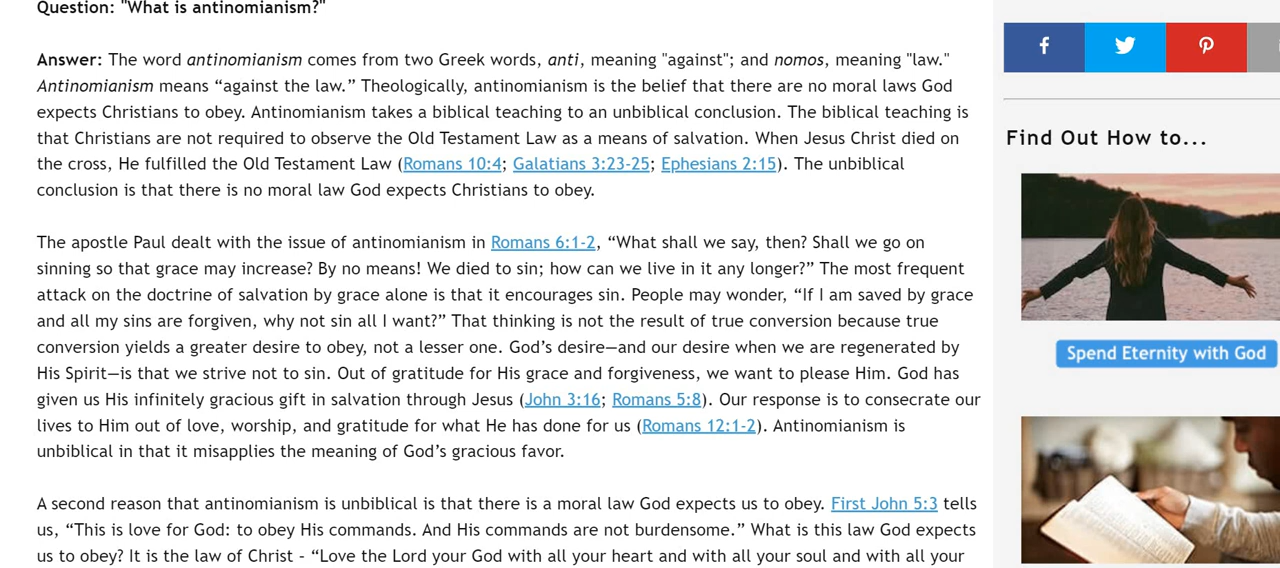 Question: "What is antinomianism?"
Answer: The word antinomianism comes from two Greek words, anti, meaning "against"; and nomos, meaning "law."
Antinomianism means “against the law.” Theologically, antinomianism is the belief that there are no moral laws God
expects Christians to obey. Antinomianism takes a biblical teaching to an unbiblical conclusion. The biblical teaching is
that Christians are not required to observe the Old Testament Law as a means of salvation. When Jesus Christ died on
the cross, He fulfilled the Old Testament Law (Romans 10:4; Galatians 3:23-25; Ephesians 2:15). The unbiblical
conclusion is that there is no moral law God expects Christians to obey.
The apostle Paul dealt with the issue of antinomianism in Romans 6:1-2, “What shall we say, then? Shall we go on
sinning so that grace may increase? By no means! We died to sin; how can we live in it any longer?” The most frequent
attack on the doctrine of salvation by grace alone is that it encourages sin. People may wonder, “If I am saved by grace
and all my sins are forgiven, why not sin all I want?” That thinking is not the result of true conversion because true
conversion yields a greater desire to obey, not a lesser one. God’s desire—and our desire when we are regenerated by
His Spirit—is that we strive not to sin. Out of gratitude for His grace and forgiveness, we want to please Him. God has
given us His infinitely gracious gift in salvation through Jesus (John 3:16; Romans 5:8). Our response is to consecrate our
lives to Him out of love, worship, and gratitude for what He has done for us (Romans 12:1-2). Antinomianism is
unbiblical in that it misapplies the meaning of God’s gracious favor.
A second reason that antinomianism is unbiblical is that there is a moral law God expects us to obey. First John 5:3 tells
us, “This is love for God: to obey His commands. And His commands are not burdensome.” What is this law God expects
us to obey? It is the law of Christ – “Love the Lord your God with all your heart and with all your soul and with all your
Find Out How to...
Spend Eternity with God